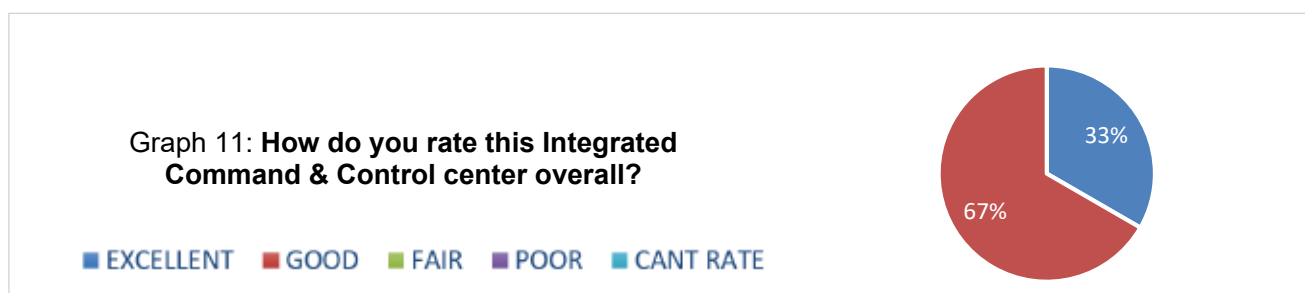 Graph 11: How do you rate this Integrated
Command & Control center overall?
EXCELLENT GOOD FAIR POOR CANT RATE
33%
67%